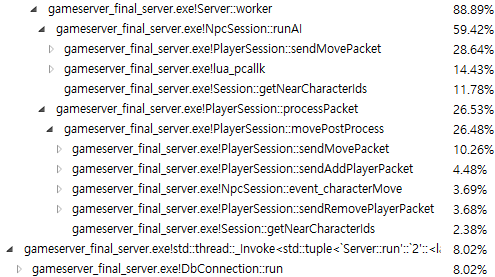 gameserver_final_server.exe!Server::worker 88.89%
gameserver_final_server.exe!NpcSession::runAI 59.42%
gameserver_final_server.exe!PlayerSession::sendMovePacket 28.64%
gameserver_final_server.exe!lua_pcallk 14.43%
gameserver_final_server.exe!Session::getNearCharacterIds 11.78%
gameserver_final_server.exe!PlayerSession::processPacket 26.53%
gameserver_final_server.exe!PlayerSession::movePostProcess 26.48%
gameserver_final_server.exe!PlayerSession::sendMovePacket 10.26%
gameserver_final_server.exe!PlayerSession::sendAddPlayerPacket 4.48%
gameserver_final_server.exe!NpcSession::event_characterMove 3.69%
gameserver_final_server.exe!PlayerSession::sendRemovePlayerPacket 3.68%
gameserver_final_server.exe!Session::getNearCharacterIds 2.38%
gameserver_final_server.exe!std::thread::_Invoke<std::tuple<`Server::run'::`2'::<la 8.02%
gameserver_final_server.exe!DbConnection::run 8.02%